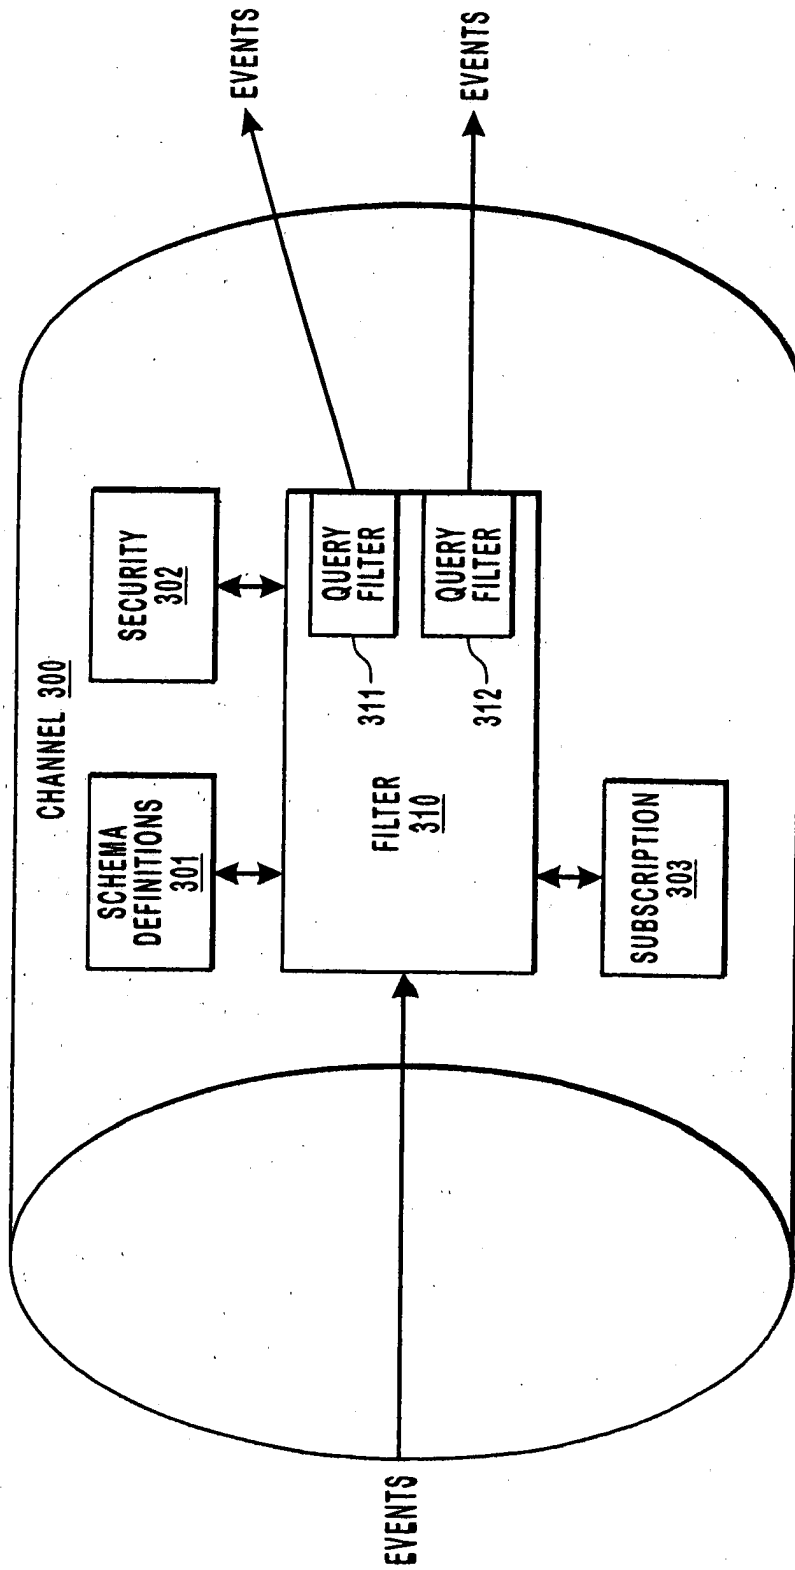 CHANNEL 300
SCHEMA
DEFINITIONS
301
SECURITY
302
EVENTS
EVENTS
FILTER
310
QUERY
FILTER
311
QUERY
FILTER
312
EVENTS
SUBSCRIPTION
303